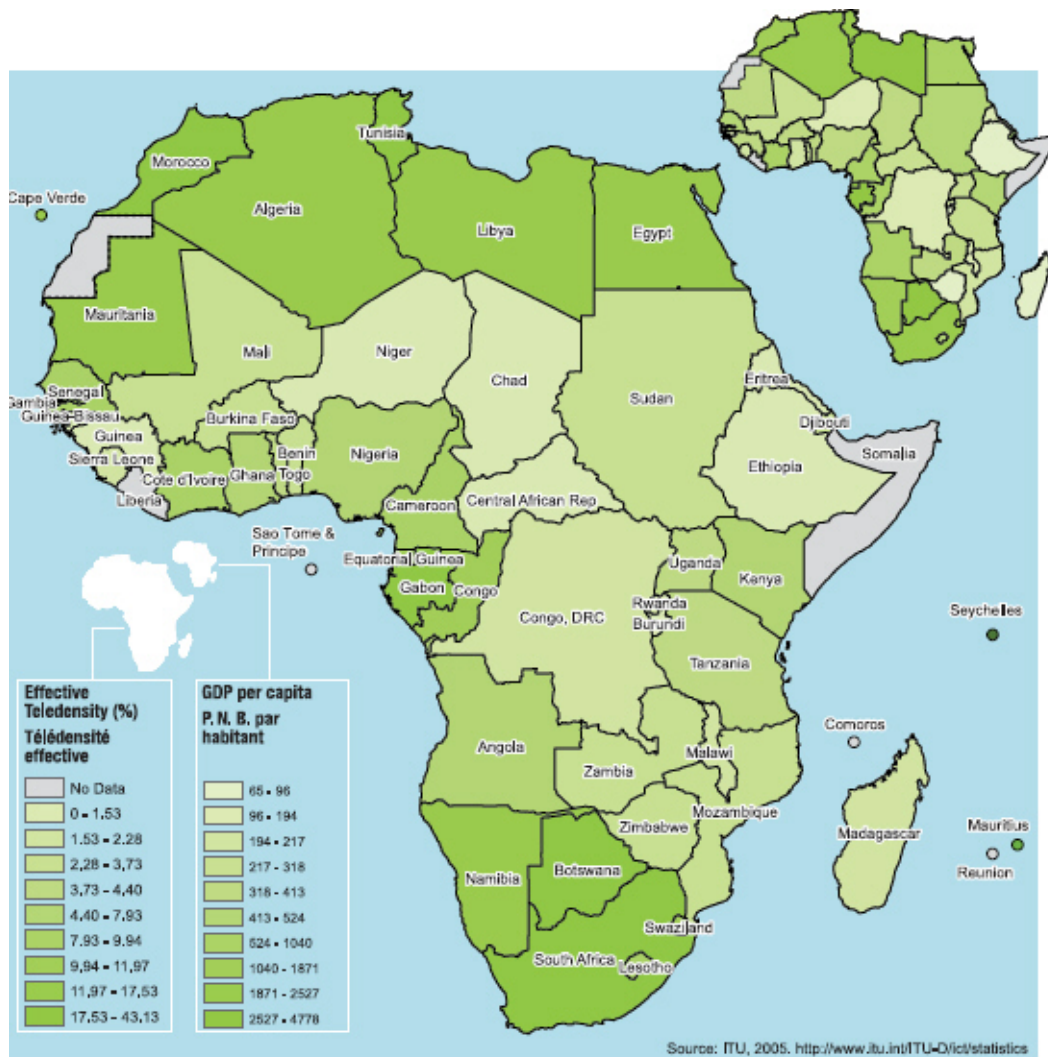 Tunisia
Morocco
Cape Verde
Algeria
Libya
Egypt
Mauritania
Mali
Niger
Chad
Sudan
Eritrea
Senegal
Gambia
Guinea-Bissau
Burkina Faso
Djibouti
Guinea
Benin
Nigeria
Somalia
Sierra Leone
Ethiopia
Cote d'Ivoire
Ghana
Togo
Liberia
Cameroon
Central African Rep
Sao Tome &
Principe
Equatorial Guinea
Uganda
Gabon
Congo
Kenya
Rwanda
Seychelles
Congo, DRC
Burundi
Tanzania
Comoros
Angola
Malawi
Zambia
Mozambique
Zimbabwe
Madagascar
Mauritius
Botswana
Reunion
Namibia
Swaziland
South Africa
Lesotho
Effective
Teledensity (%)
Télédensité
effective
No Data
0 - 1.53
1.53 - 2.28
2,28 - 3,73
3,73 - 4,40
4,40 - 7,93
7.93 - 9.94
9,94 - 11,97
11,97 - 17,53
17,53 - 43,13
GDP per capita
P. N. B. par
habitant
65 - 96
96 - 194
194 - 217
217 - 318
318 - 413
413 - 524
524 - 1040
1040 - 1871
1871 - 2527
2527 - 4778
Source: ITU, 2005. http://www.itu.int/ITU-D/ict/statistics